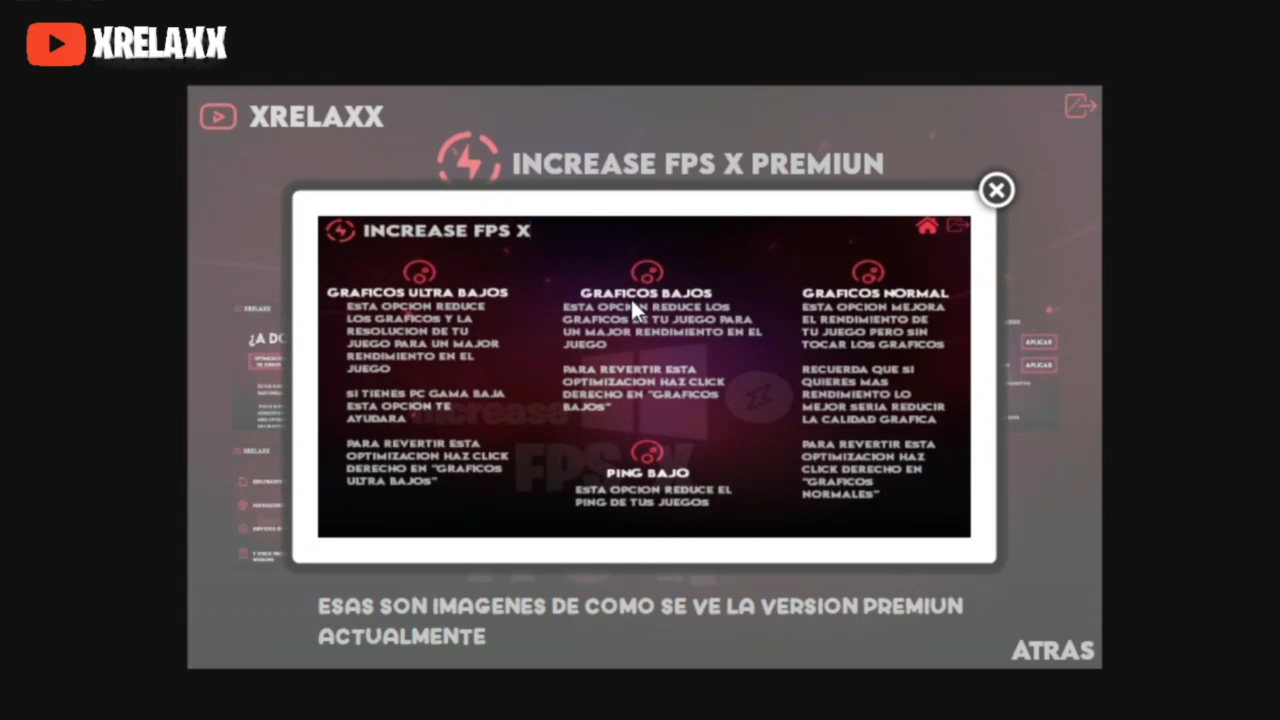 XRELAXX
XRELAXX
INCREASE FPS X PREMIUN
INCREASE FPS X
GRAFICOS ULTRA BAJOS
ESTA OPCION REDUCE
LOS GRAFICOS Y LA
RESOLUCION DE TU
JUEGO PARA UN MAJOR
RENDIMIENTO EN EL
JUEGO
SI TIENES PC GAMA BAJA
ESTA OPCION TE
AYUDARA
PARA REVERTIR ESTA
OPTIMIZACION HAZ CLICK
DERECHO EN "GRAFICOS
ULTRA BAJOS"
GRAFICOS BAJOS
ESTA OPCION REDUCE LOS
GRAFICOS DE TU JUEGO PARA
UN MAJOR RENDIMIENTO EN EL
JUEGO
PARA REVERTIR ESTA
OPTIMIZACION HAZ CLICK
DERECHO EN "GRAFICOS
BAJOS"
PING BAJO
ESTA OPCION REDUCE EL
PING DE TUS JUEGOS
GRAFICOS NORMAL
ESTA OPCION MEJORA
EL RENDIMIENTO DE
TU JUEGO PERO SIN
TOCAR LOS GRAFICOS
RECUERDA QUE SI
QUIERES MAS
RENDIMIENTO LO
MEJOR SERIA REDUCIR
LA CALIDAD GRAFICA
PARA REVERTIR ESTA
OPTIMIZACION HAZ
CLICK DERECHO EN
"GRAFICOS
NORMALES"
Increase
FPS X
XRELAXX
¿A DO
XRELAXX
APLICAR
APLICAR
ESAS SON IMAGENES DE COMO SE VE LA VERSION PREMIUN
ACTUALMENTE
ATRAS